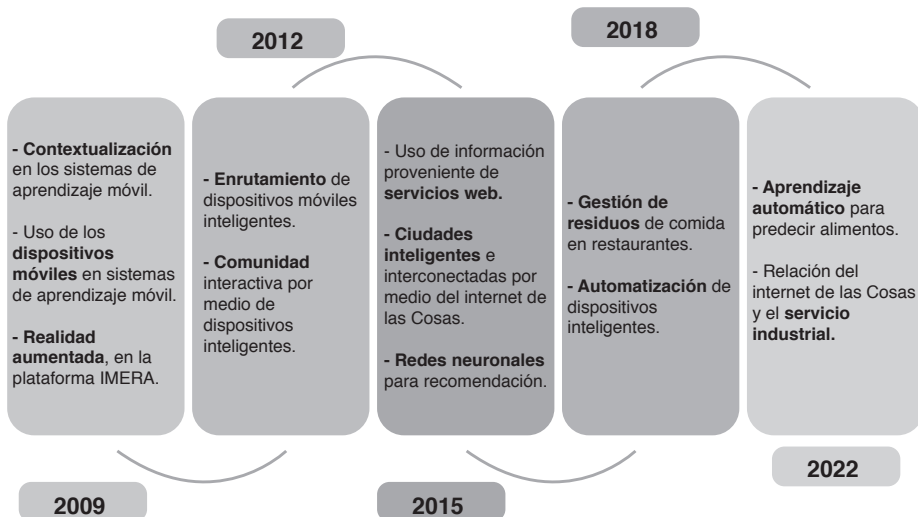 2012
2018
- Contextualización
en los sistemas de
aprendizaje móvil.
- Uso de los
dispositivos
móviles en sistemas
de aprendizaje móvil.
- Realidad
aumentada, en la
plataforma IMERA.
- Enrutamiento de
dispositivos móviles
inteligentes.
- Comunidad
interactiva por
medio de
dispositivos
inteligentes.
- Uso de información
proveniente de
servicios web.
- Ciudades
inteligentes e
interconectadas por
medio del internet de
las Cosas.
- Redes neuronales
para recomendación.
- Gestión de
residuos de comida
en restaurantes.
- Automatización de
dispositivos
inteligentes.
- Aprendizaje
automático para
predecir alimentos.
- Relación del
internet de las Cosas
y el servicio
industrial.
2009
2015
2022